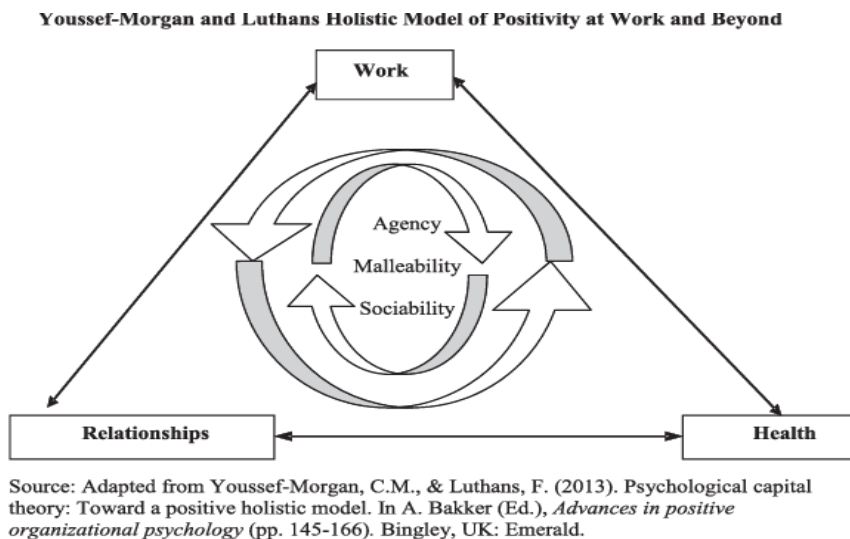 Youssef-Morgan and Luthans Holistic Model of Positivity at Work and Beyond
Work
Agency
Malleability
Sociability
Relationships
Health
Source: Adapted from Youssef-Morgan, C.M., & Luthans, F. (2013). Psychological capital
theory: Toward a positive holistic model. In A. Bakker (Ed.), Advances in positive
organizational psychology (pp. 145-166). Bingley, UK: Emerald.